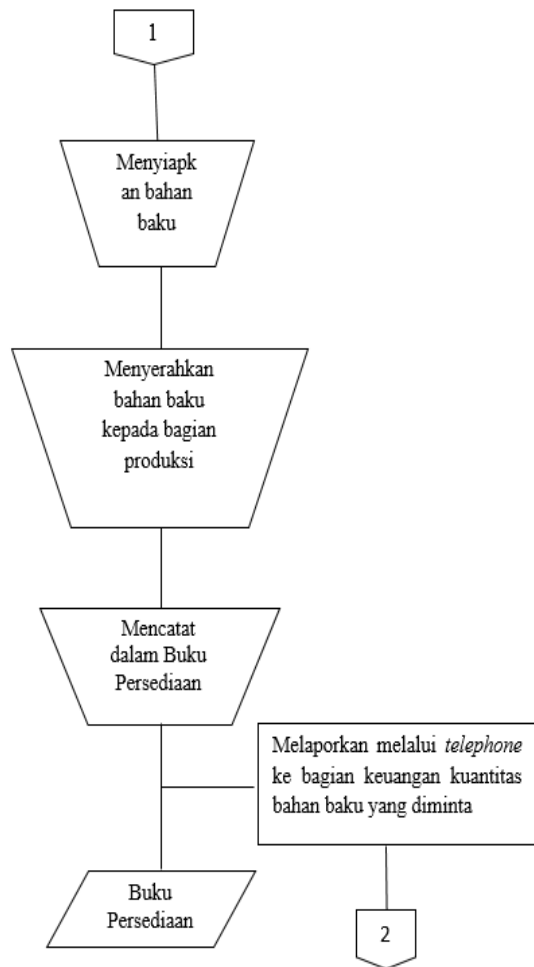 1
Menyiapk
an bahan
baku
Menyerahkan
bahan baku
kepada bagian
produksi
Mencatat
dalam Buku
Persediaan
Melaporkan melalui telephone
ke bagian keuangan kuantitas
bahan baku yang diminta
Buku
Persediaan
2